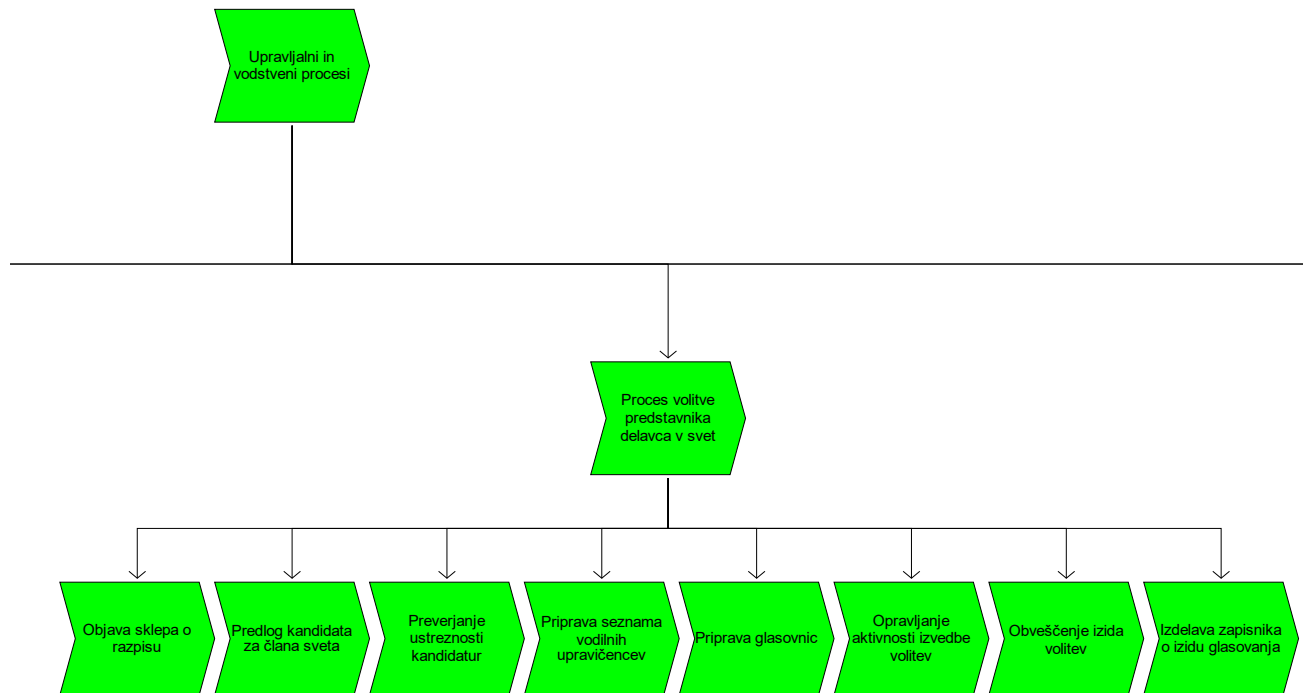 Upravljalni in
vodstveni procesi
Proces volitve
predstavnika
delavca v svet
Objava sklepa o
razpisu
Predlog kandidata
za člana sveta
Preverjanje
ustreznosti
kandidatur
Priprava seznama
vodilnih
upravičencev
Priprava glasovnic
Opravljanje
aktivnosti izvedbe
volitev
Obveščenje izida
volitev
Izdelava zapisnika
o izidu glasovanja